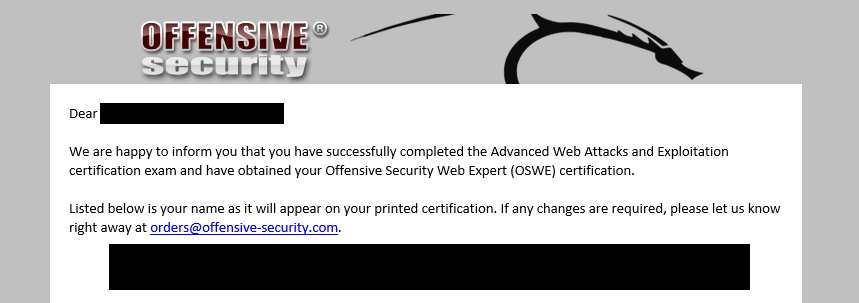 OFFENSIVE®
security
Dear
We are happy to inform you that you have successfully completed the Advanced Web Attacks and Exploitation
certification exam and have obtained your Offensive Security Web Expert (OSWE) certification.
Listed below is your name as it will appear on your printed certification. If any changes are required, please let us know
right away at orders@offensive-security.com.